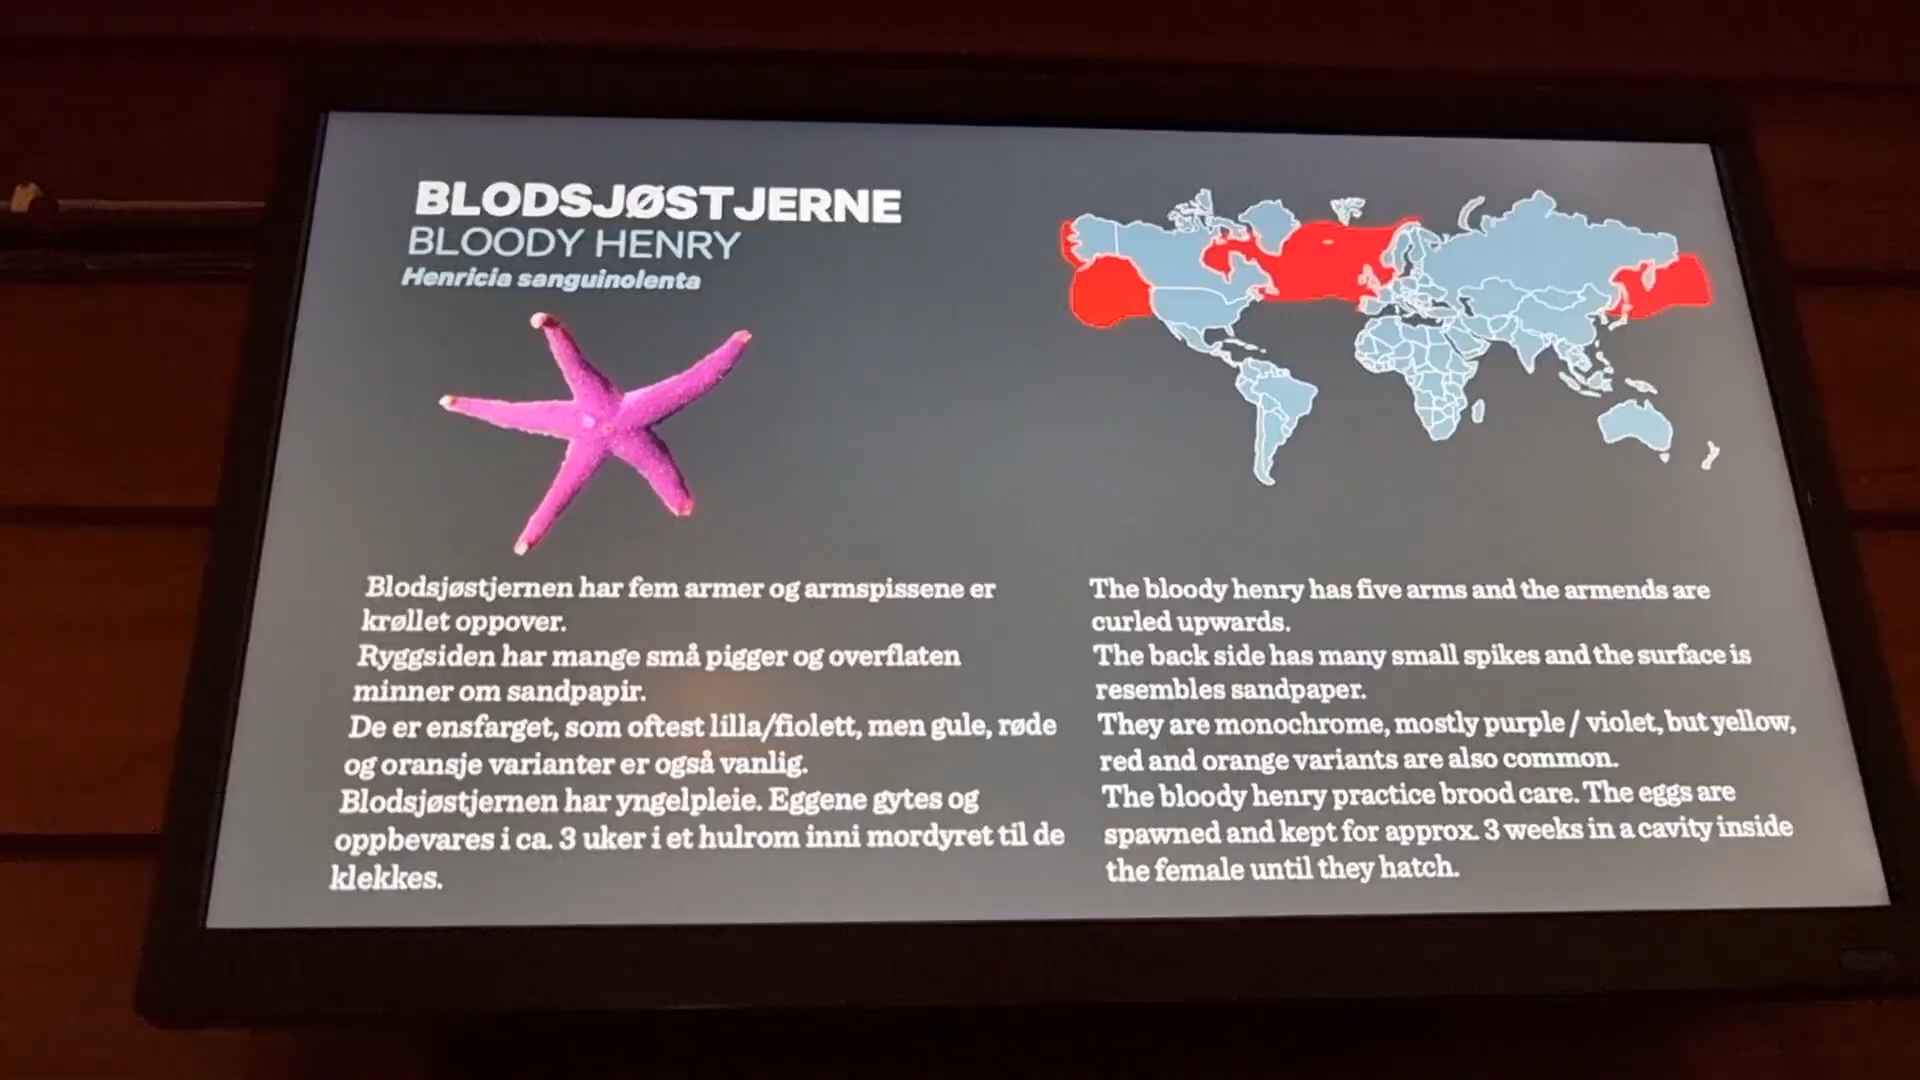 BLODSJØSTJERNE
BLOODY HENRY
Henricia sanguinolenta
Blodsjøstjernen har fem armer og armspissene er
krøllet oppover.
Ryggsiden har mange små pigger og overflaten
minner om sandpapir.
De er ensfarget, som oftest lilla/fiolett, men gule, røde
og oransje varianter er også vanlig.
Blodsjøstjernen har yngelpleie. Eggene gytes og
oppbevares i ca. 3 uker i et hulrom inni mordyret til de
klekkes.
The bloody henry has five arms and the armends are
curled upwards.
The back side has many small spikes and the surface is
resembles sandpaper.
They are monochrome, mostly purple / violet, but yellow,
red and orange variants are also common.
The bloody henry practice brood care. The eggs are
spawned and kept for approx. 3 weeks in a cavity inside
the female until they hatch.